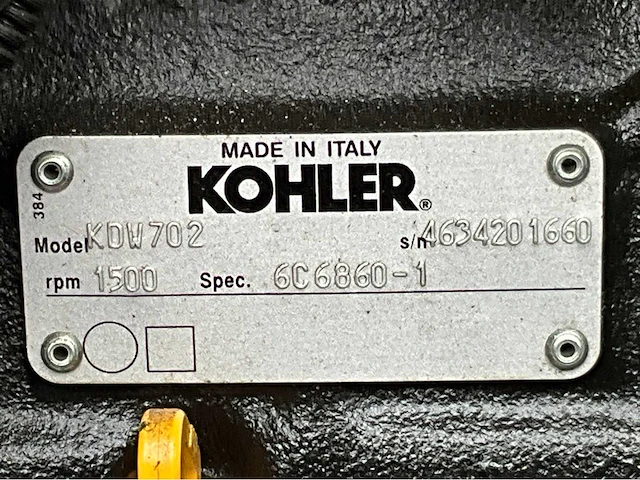 MADE IN ITALY
KOHLER®
384
Model KDW702 s/n 4634201660
rpm 1500 Spec. 6C6860-1